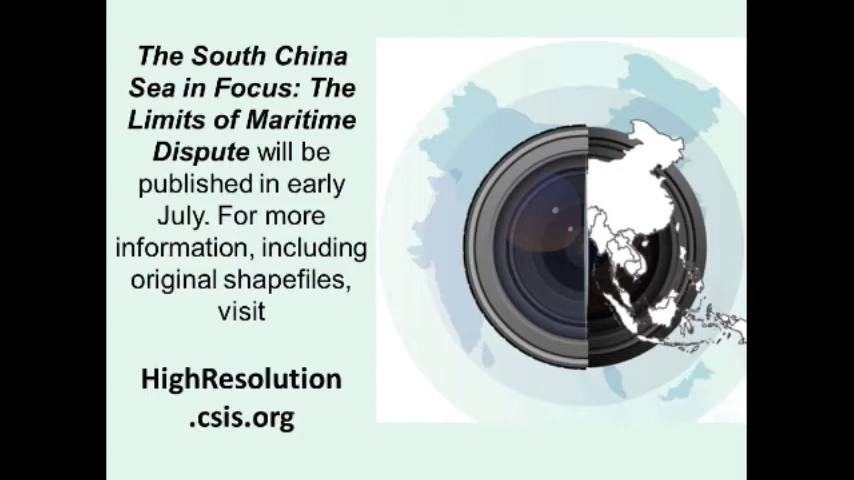 The South China
Sea in Focus: The
Limits of Maritime
Dispute will be
published in early
July. For more
information, including
original shapefiles,
visit
HighResolution
.csis.org